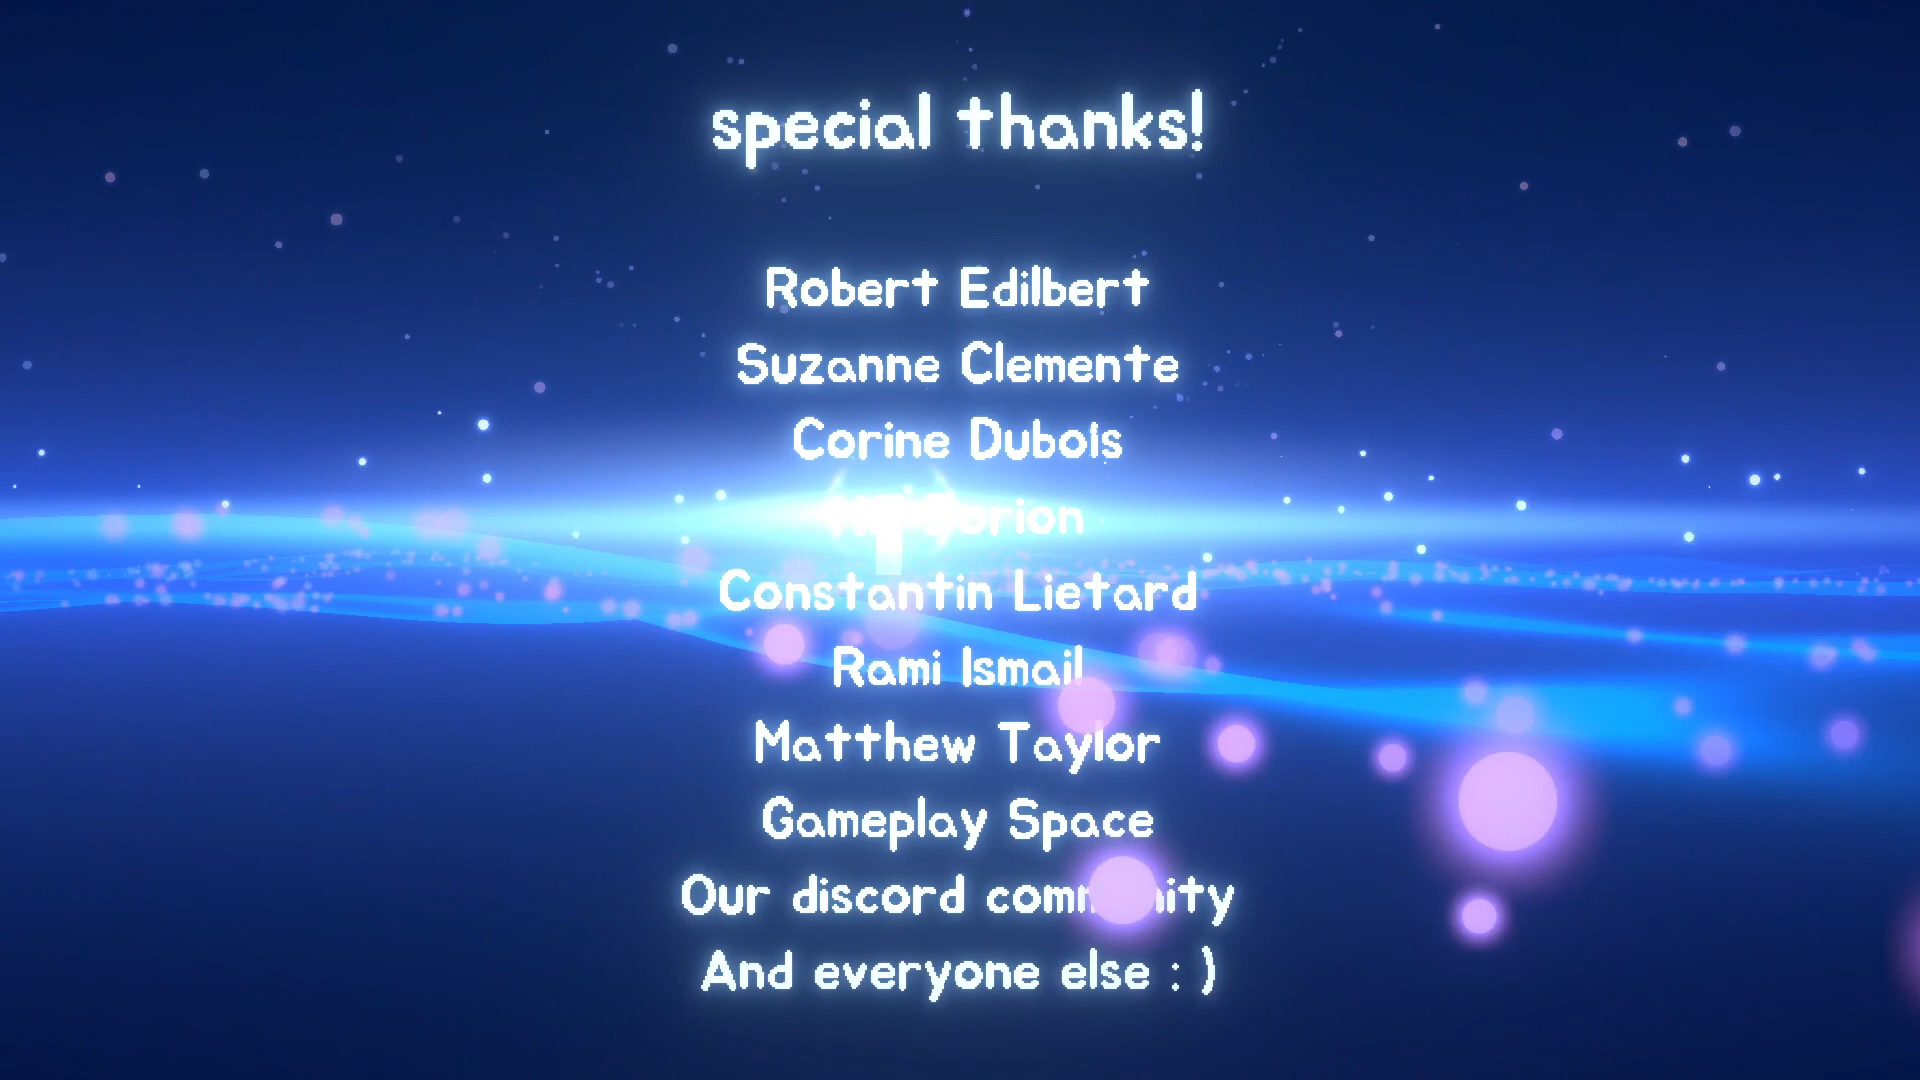 special thanks!
Robert Edilbert
Suzanne Clemente
Corine Dubois
Constantin Lietard
Rami Ismail
Matthew Taylor
Gameplay Space
Our discord community
And everyone else : )